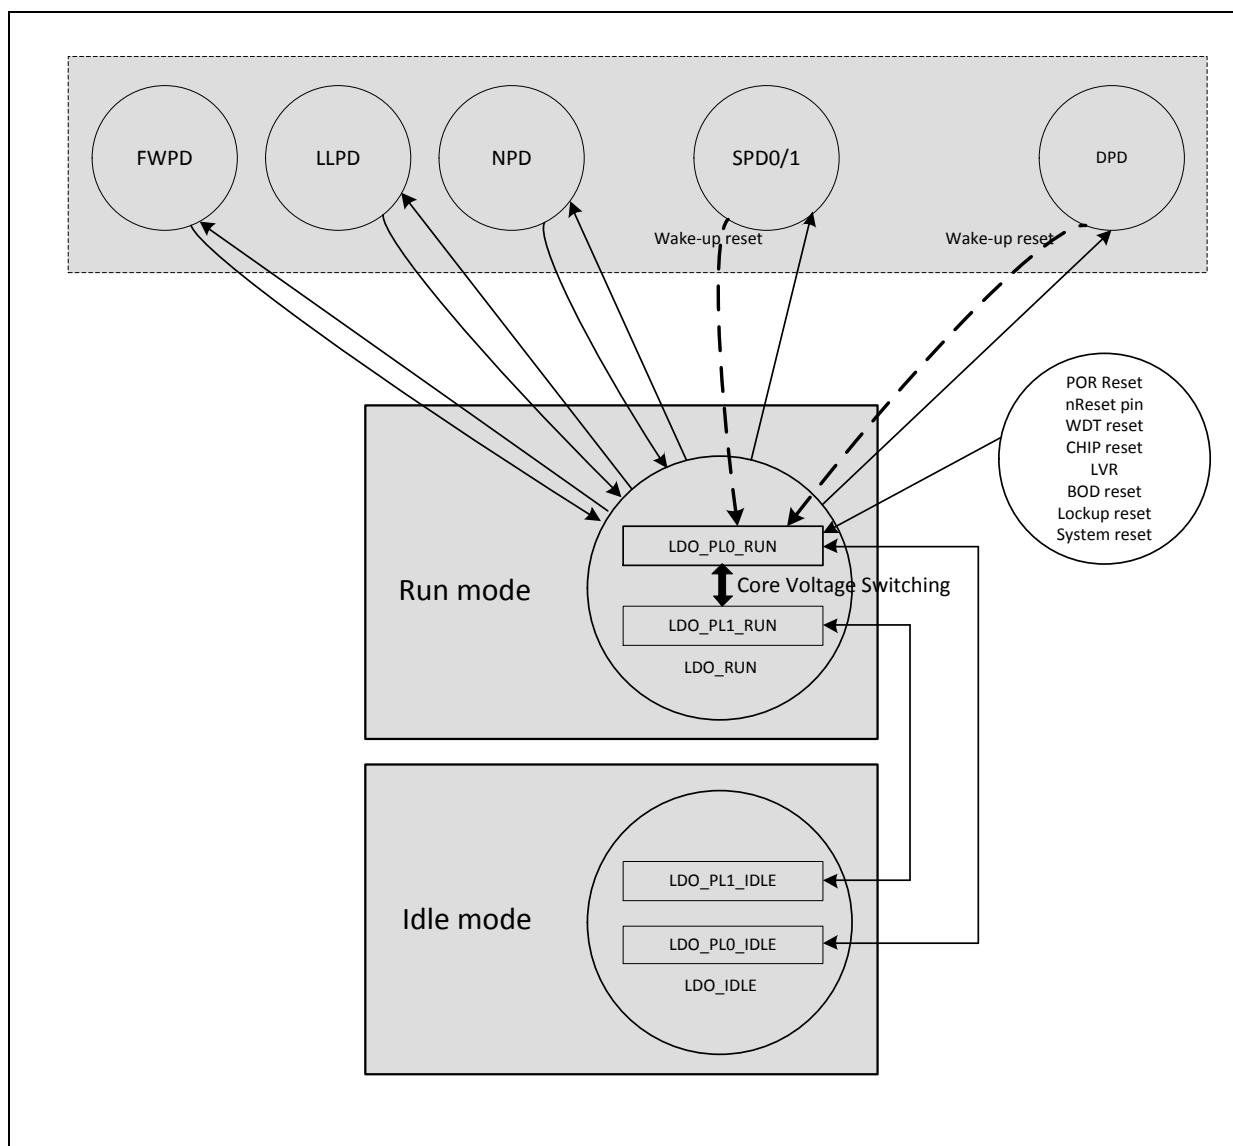 FWPD
LLPD
NPD
SPD0/1
DPD
Wake-up reset
Wake-up reset
POR Reset
nReset pin
WDT reset
CHIP reset
LVR
BOD reset
Lockup reset
System reset
Run mode
LDO_PL0_RUN
Core Voltage Switching
LDO_PL1_RUN
LDO_RUN
Idle mode
LDO_PL1_IDLE
LDO_PL0_IDLE
LDO_IDLE